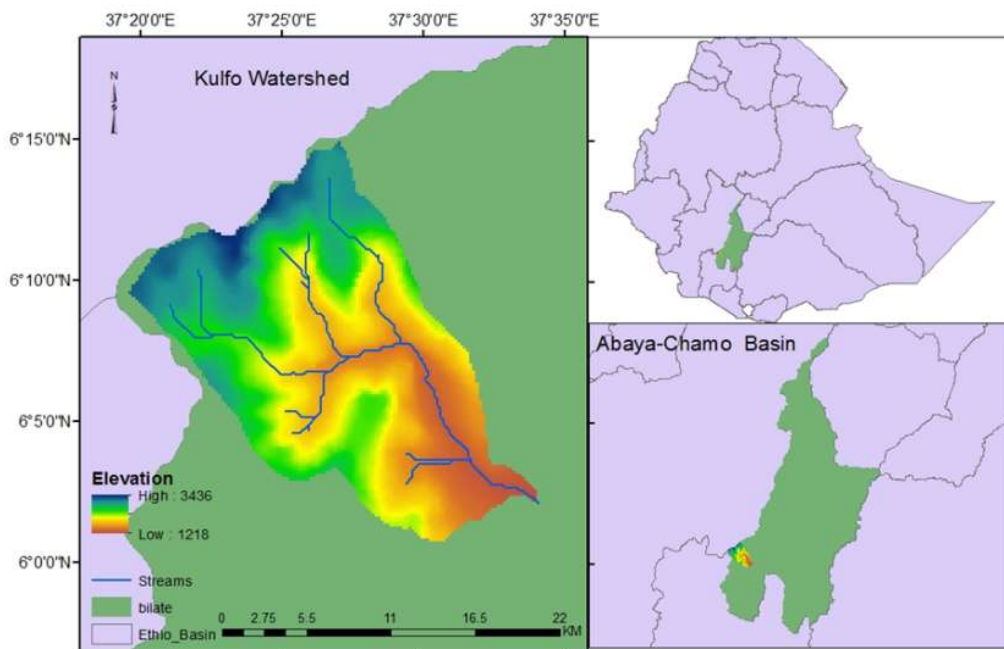 37°20'0"E 37°25'0"E 37°30'0"E 37°35'0"E
Kulfo Watershed
N
6°15'0"N
6°10'0"N
6°5'0"N
6°0'0"N
Elevation
High : 3436
Low : 1218
Streams
bilate
Ethio_Basin
0 2.75 5.5 11 16.5 22
KM
Abaya-Chamo Basin